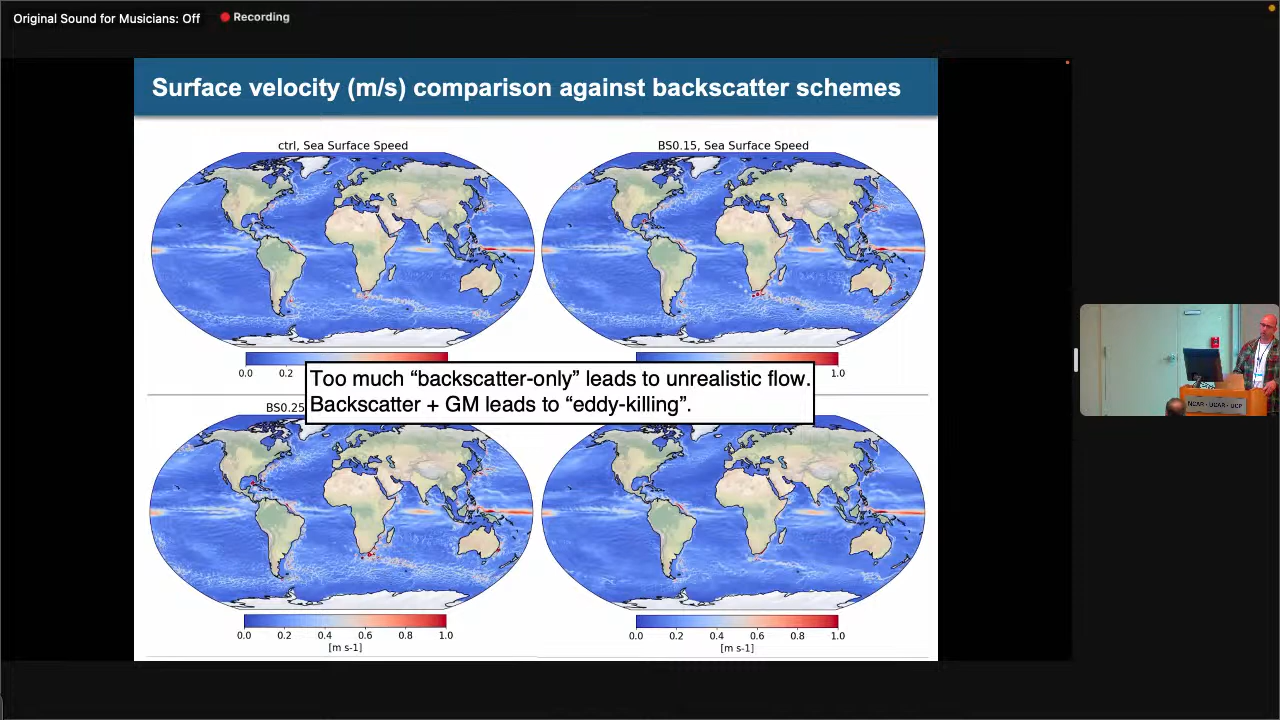 Original Sound for Musicians: Off
Recording
Surface velocity (m/s) comparison against backscatter schemes
ctrl, Sea Surface Speed
BS0.15, Sea Surface Speed
0.0 0.2
1.0
Too much “backscatter-only” leads to unrealistic flow.
Backscatter + GM leads to “eddy-killing”.
BS0.25
0.0 0.2 0.4 0.6 0.8 1.0
[m s-1]
0.0 0.2 0.4 0.6 0.8 1.0
[m s-1]
NCAR - UCAR - UCP